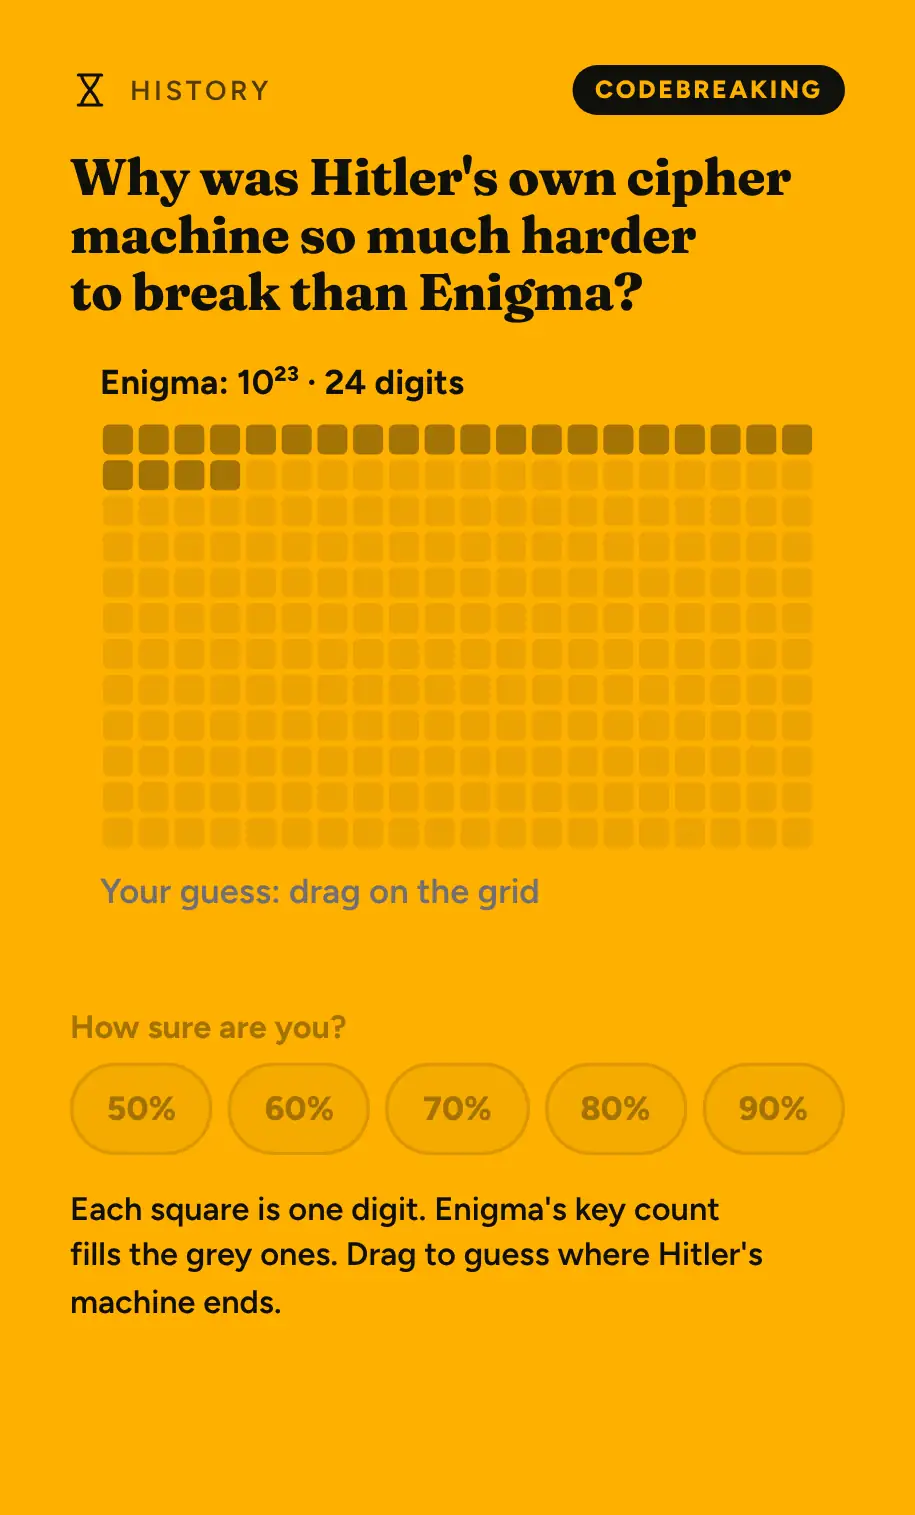 HISTORY
CODEBREAKING
Why was Hitler's own cipher
machine so much harder
to break than Enigma?
Enigma: 10²³ · 24 digits
Your guess: drag on the grid
How sure are you?
50% 60% 70% 80% 90%
Each square is one digit. Enigma's key count
fills the grey ones. Drag to guess where Hitler's
machine ends.